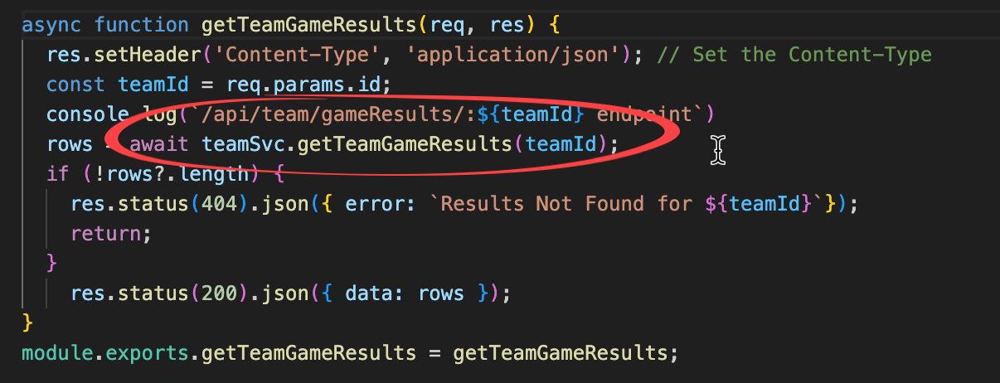 async function getTeamGameResults(req, res) {
res.setHeader('Content-Type', 'application/json'); // Set the Content-Type
const teamId = req.params.id;
console.log(`/api/team/gameResults/:${teamId} endpoint`)
rows = await teamSvc.getTeamGameResults(teamId);
if (!rows?.length) {
res.status(404).json({ error: `Results Not Found for ${teamId}`});
return;
}
res.status(200).json({ data: rows });
}
module.exports.getTeamGameResults = getTeamGameResults;